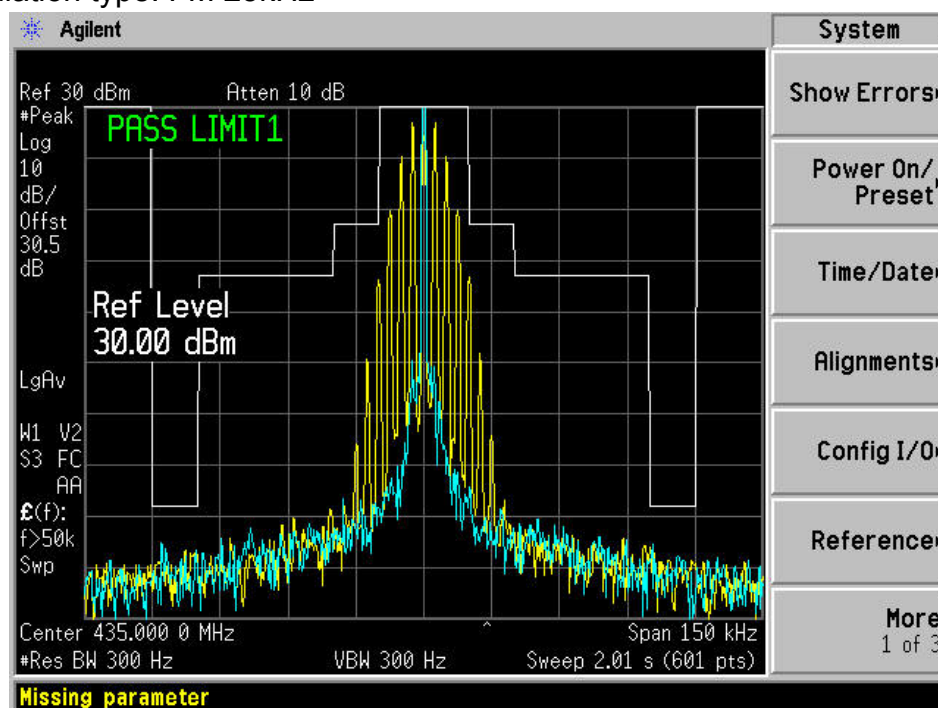 Agilent
System
Ref 30 dBm Atten 10 dB
#Peak
Log
10
dB/
Offst
30.5
dB
PASS LIMIT1
Ref Level
30.00 dBm
LgAv
W1 V2
S3 FC
AA
£(f):
f>50k
Swp
Center 435.000 0 MHz Span 150 kHz
#Res BW 300 Hz VBW 300 Hz Sweep 2.01 s (601 pts)
Missing parameter
Show Errors
Power On/
Preset
Time/Date
Alignments
Config I/O
Reference
More
1 of 3